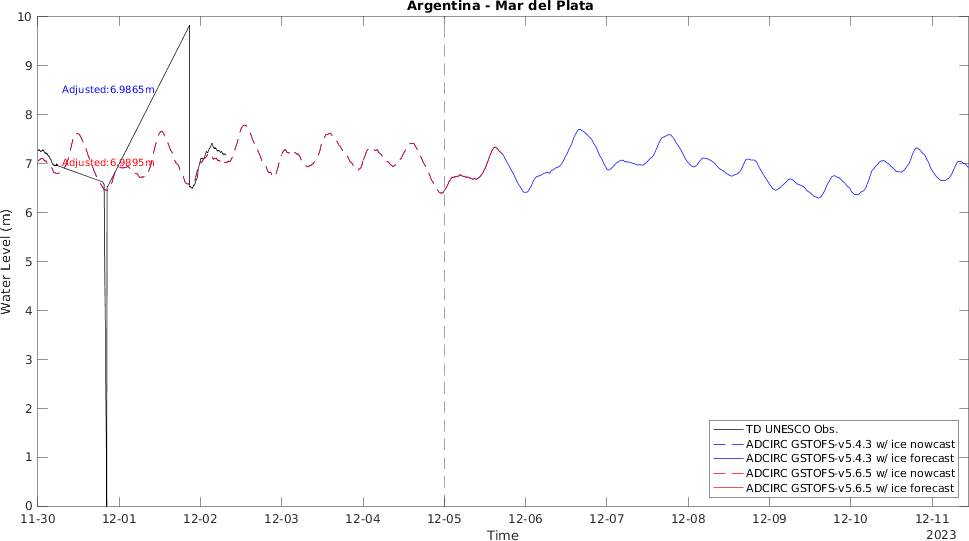 Argentina - Mar del Plata
10
9
Adjusted:6.9865m
8
7
Adjusted:6.9895m
6
5
4
3
2
1
0
Water Level (m)
TD UNESCO Obs.
ADCIRC GSTOFS-v5.4.3 w/ ice nowcast
ADCIRC GSTOFS-v5.4.3 w/ ice forecast
ADCIRC GSTOFS-v5.6.5 w/ ice nowcast
ADCIRC GSTOFS-v5.6.5 w/ ice forecast
11-30 12-01 12-02 12-03 12-04 12-05 12-06 12-07 12-08 12-09 12-10 12-11
Time
2023